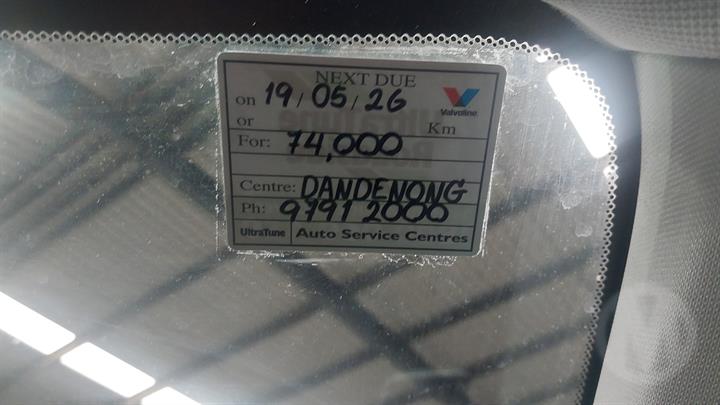 NEXT DUE
on 19/05/26
Valvoline
or Km
For: 74,000
Centre: DANDENONG
Ph: 9791 2000
UltraTune Auto Service Centres